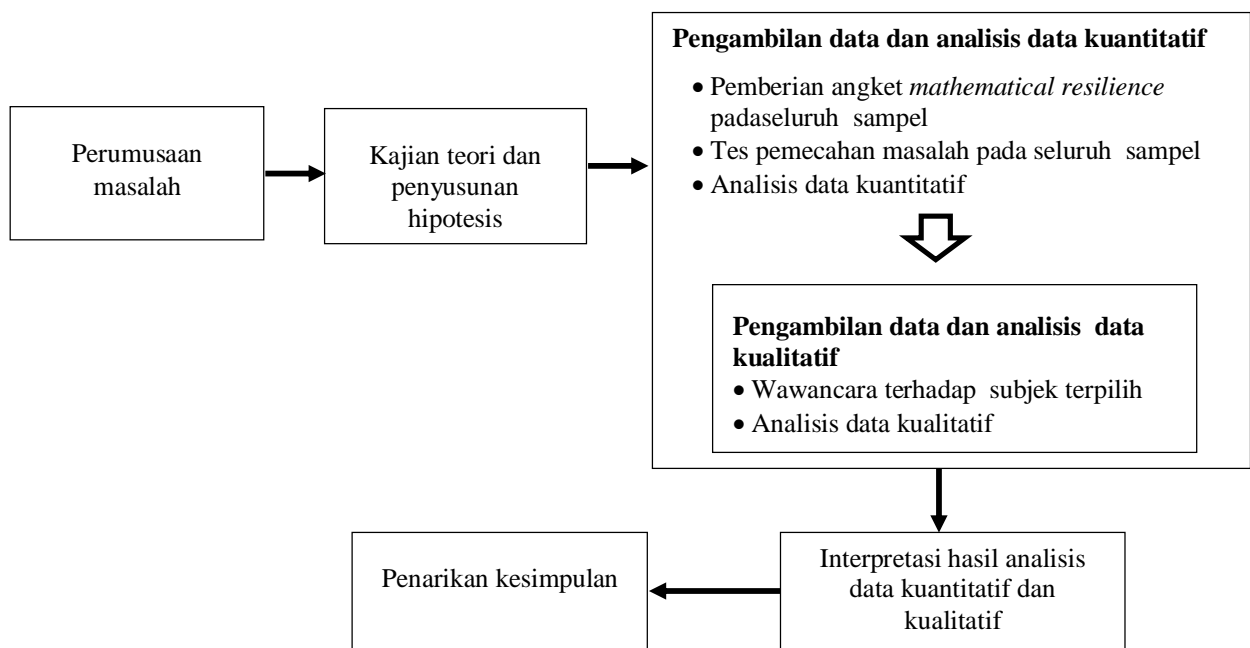 Perumusaan
masalah
Kajian teori dan
penyusunan
hipotesis
Pengambilan data dan analisis data kuantitatif
• Pemberian angket mathematical resilience
padaseluruh sampel
• Tes pemecahan masalah pada seluruh sampel
• Analisis data kuantitatif
Pengambilan data dan analisis data
kualitatif
• Wawancara terhadap subjek terpilih
• Analisis data kualitatif
Interpretasi hasil analisis
data kuantitatif dan
kualitatif
Penarikan kesimpulan